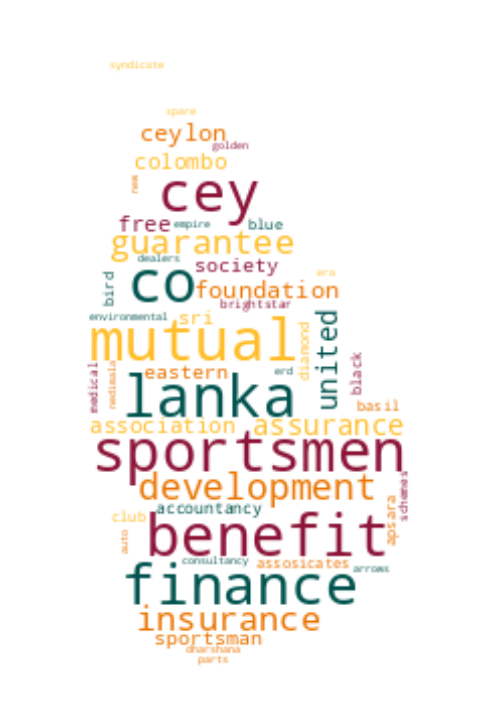 syndicate
spare
ceylon
golden
colombo
new
cey
free empire blue
guarantee
dealers
society
era
bird
co foundation
brightstar
environmental sri
mutual
diamond
united
eastern erd
black
medical
nedimala
lanka
basil
association assurance
sportsmen
development
schemes
apsara
accountancy
club
benefit
auto
consultancy assosicates arrows
finance
insurance
sportsman
dharshana
parts